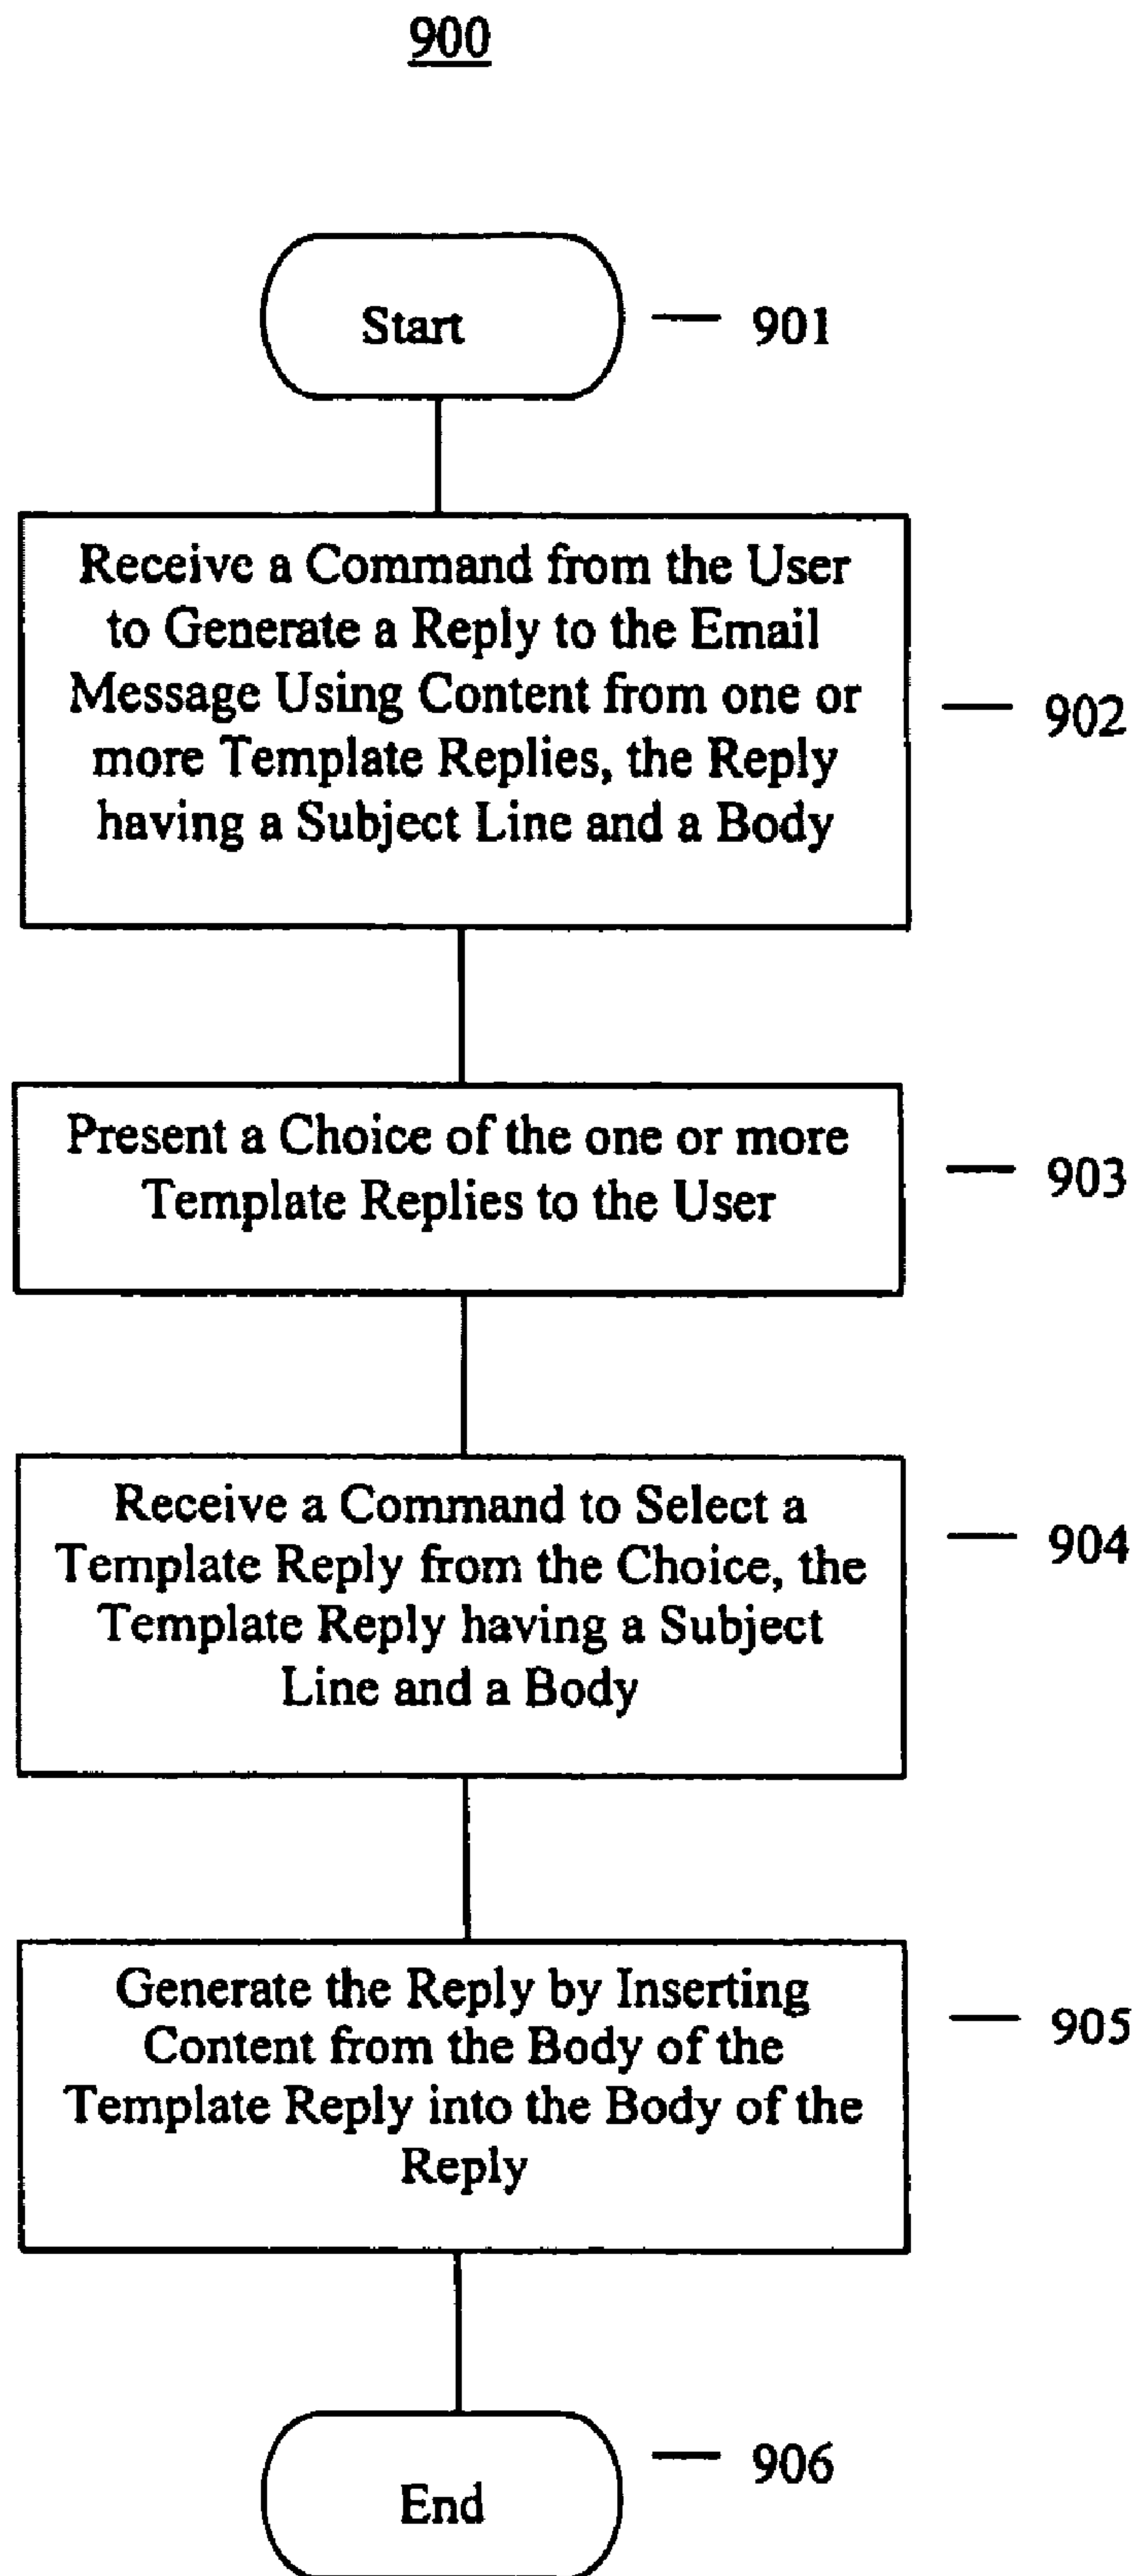 900
Start
901
Receive a Command from the User
to Generate a Reply to the Email
Message Using Content from one or
more Template Replies, the Reply
having a Subject Line and a Body
902
Present a Choice of the one or more
Template Replies to the User
903
Receive a Command to Select a
Template Reply from the Choice, the
Template Reply having a Subject
Line and a Body
904
Generate the Reply by Inserting
Content from the Body of the
Template Reply into the Body of the
Reply
905
End
906